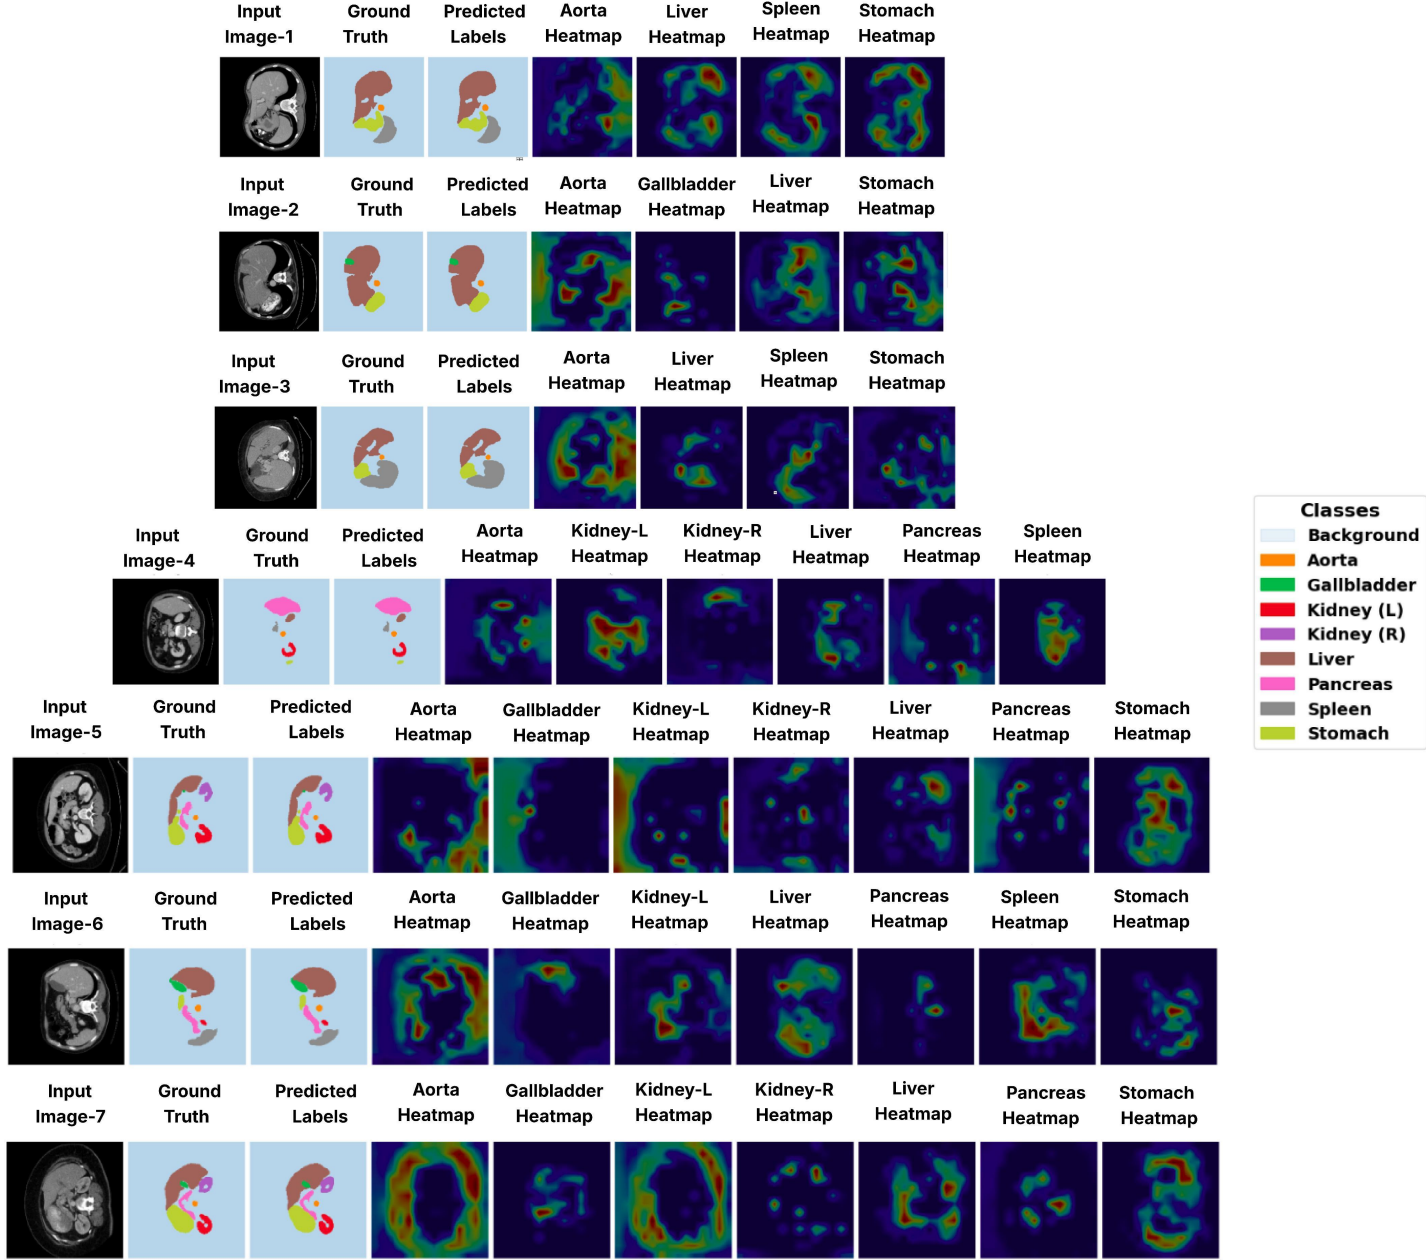 Input Ground Predicted Aorta Liver Spleen Stomach
Image-1 Truth Labels Heatmap Heatmap Heatmap Heatmap
Input Ground Predicted Aorta Gallbladder Liver Stomach
Image-2 Truth Labels Heatmap Heatmap Heatmap Heatmap
Input Ground Predicted Aorta Liver Spleen Stomach
Image-3 Truth Labels Heatmap Heatmap Heatmap Heatmap
Input Ground Predicted Aorta Kidney-L Kidney-R Liver Pancreas Spleen
Image-4 Truth Labels Heatmap Heatmap Heatmap Heatmap Heatmap Heatmap
Input Ground Predicted Aorta Gallbladder Kidney-L Kidney-R Liver Pancreas Stomach
Image-5 Truth Labels Heatmap Heatmap Heatmap Heatmap Heatmap Heatmap Heatmap
Input Ground Predicted Aorta Gallbladder Kidney-L Liver Pancreas Spleen Stomach
Image-6 Truth Labels Heatmap Heatmap Heatmap Heatmap Heatmap Heatmap Heatmap
Input Ground Predicted Aorta Gallbladder Kidney-L Kidney-R Liver Pancreas Stomach
Image-7 Truth Labels Heatmap Heatmap Heatmap Heatmap Heatmap Heatmap Heatmap
Classes
Background
Aorta
Gallbladder
Kidney (L)
Kidney (R)
Liver
Pancreas
Spleen
Stomach